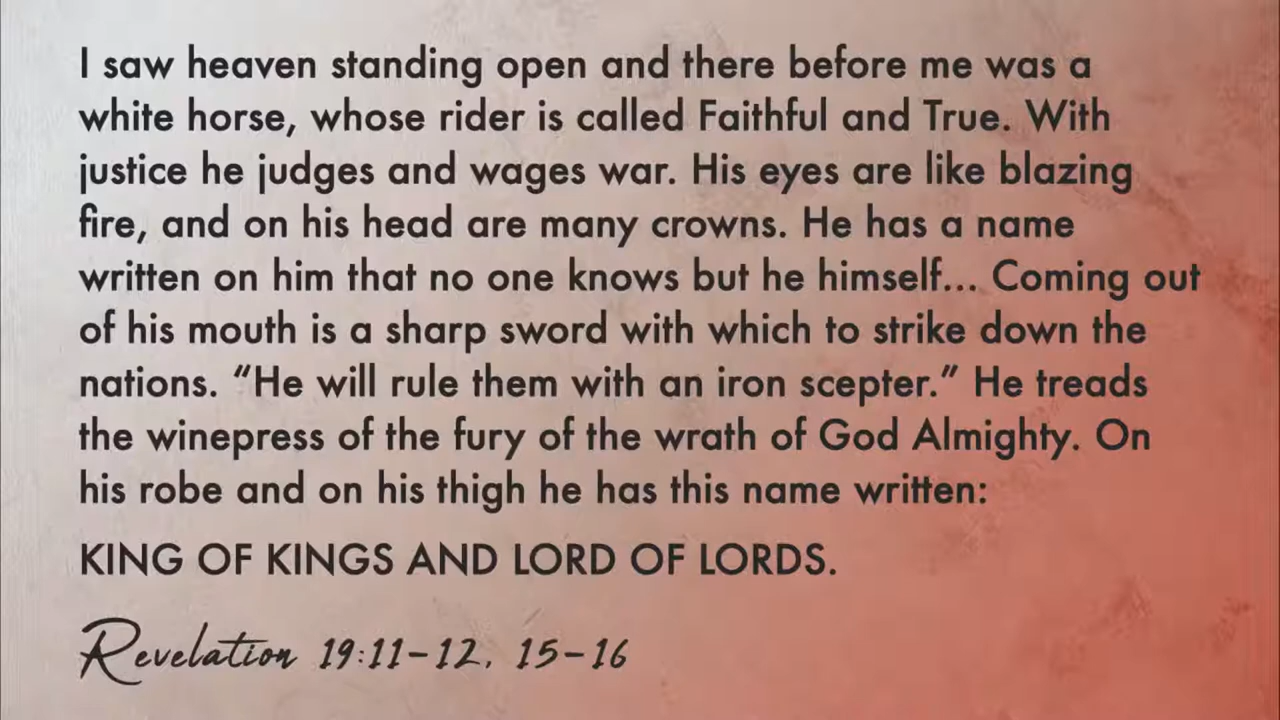 I saw heaven standing open and there before me was a
white horse, whose rider is called Faithful and True. With
justice he judges and wages war. His eyes are like blazing
fire, and on his head are many crowns. He has a name
written on him that no one knows but he himself... Coming out
of his mouth is a sharp sword with which to strike down the
nations. “He will rule them with an iron scepter.” He treads
the winepress of the fury of the wrath of God Almighty. On
his robe and on his thigh he has this name written:
KING OF KINGS AND LORD OF LORDS.
Revelation 19:11-12, 15-16